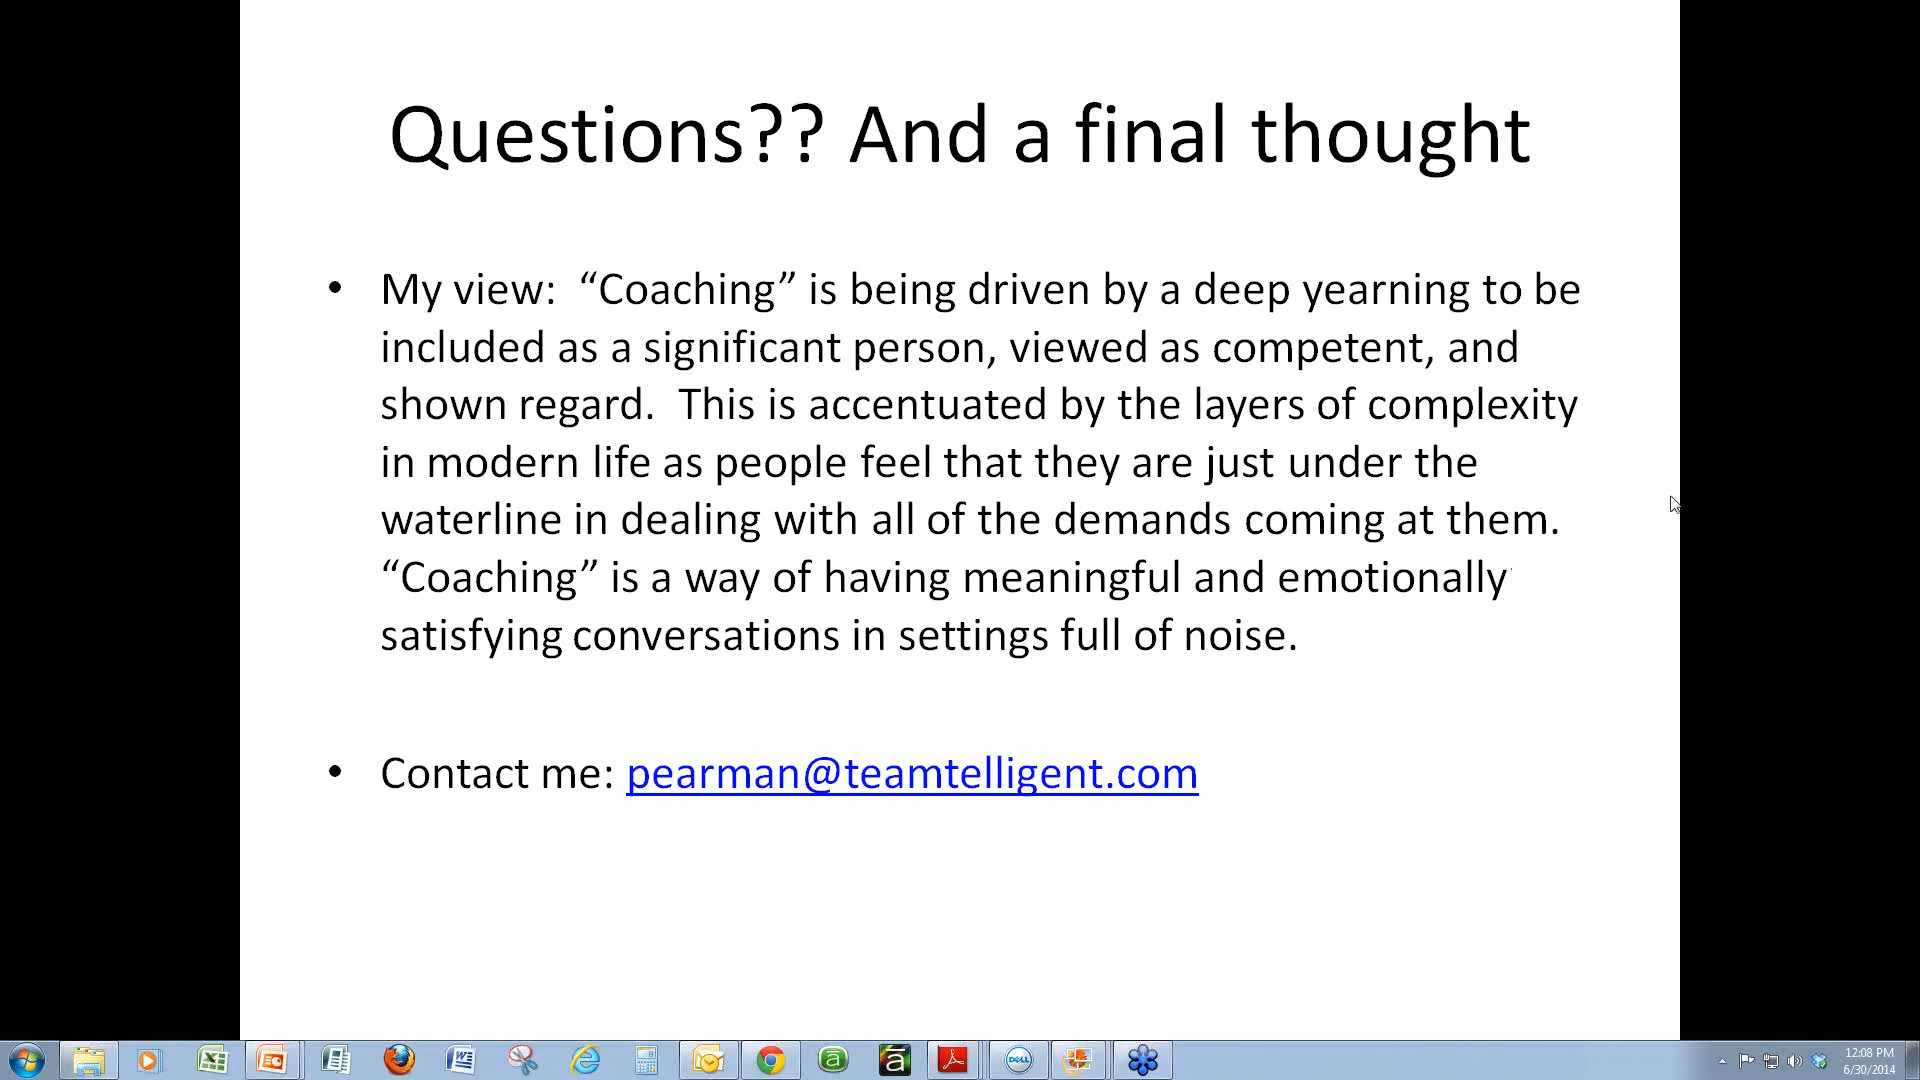 Questions?? And a final thought
• My view:  “Coaching” is being driven by a deep yearning to be
included as a significant person, viewed as competent, and
shown regard.  This is accentuated by the layers of complexity
in modern life as people feel that they are just under the
waterline in dealing with all of the demands coming at them.
“Coaching” is a way of having meaningful and emotionally
satisfying conversations in settings full of noise.
• Contact me: pearman@teamtelligent.com
DELL
12:08 PM
6/30/2014